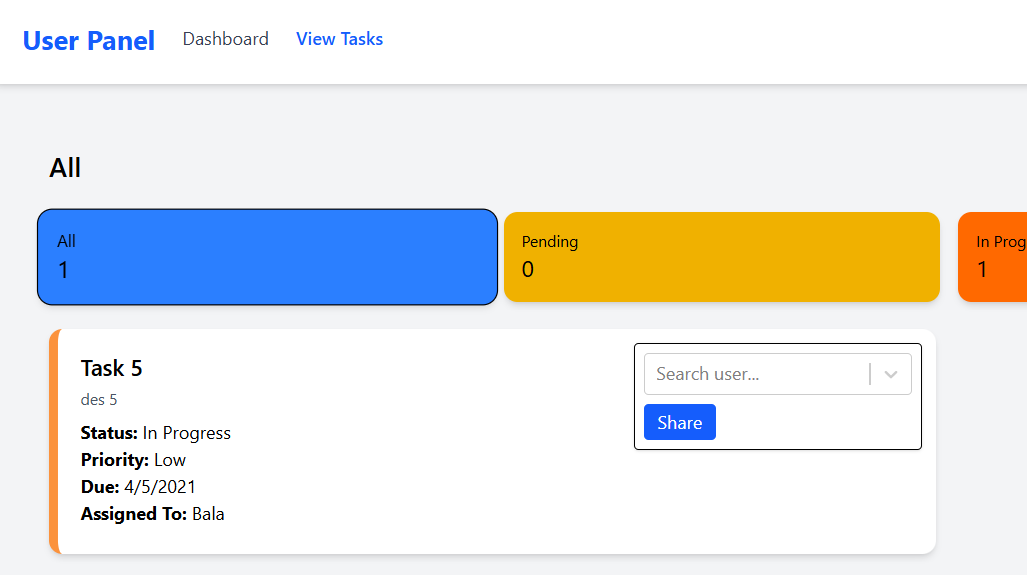 User Panel Dashboard View Tasks
All
All
1
Pending
0
In Prog
1
Task 5
des 5
Status: In Progress
Priority: Low
Due: 4/5/2021
Assigned To: Bala
Search user...
Share